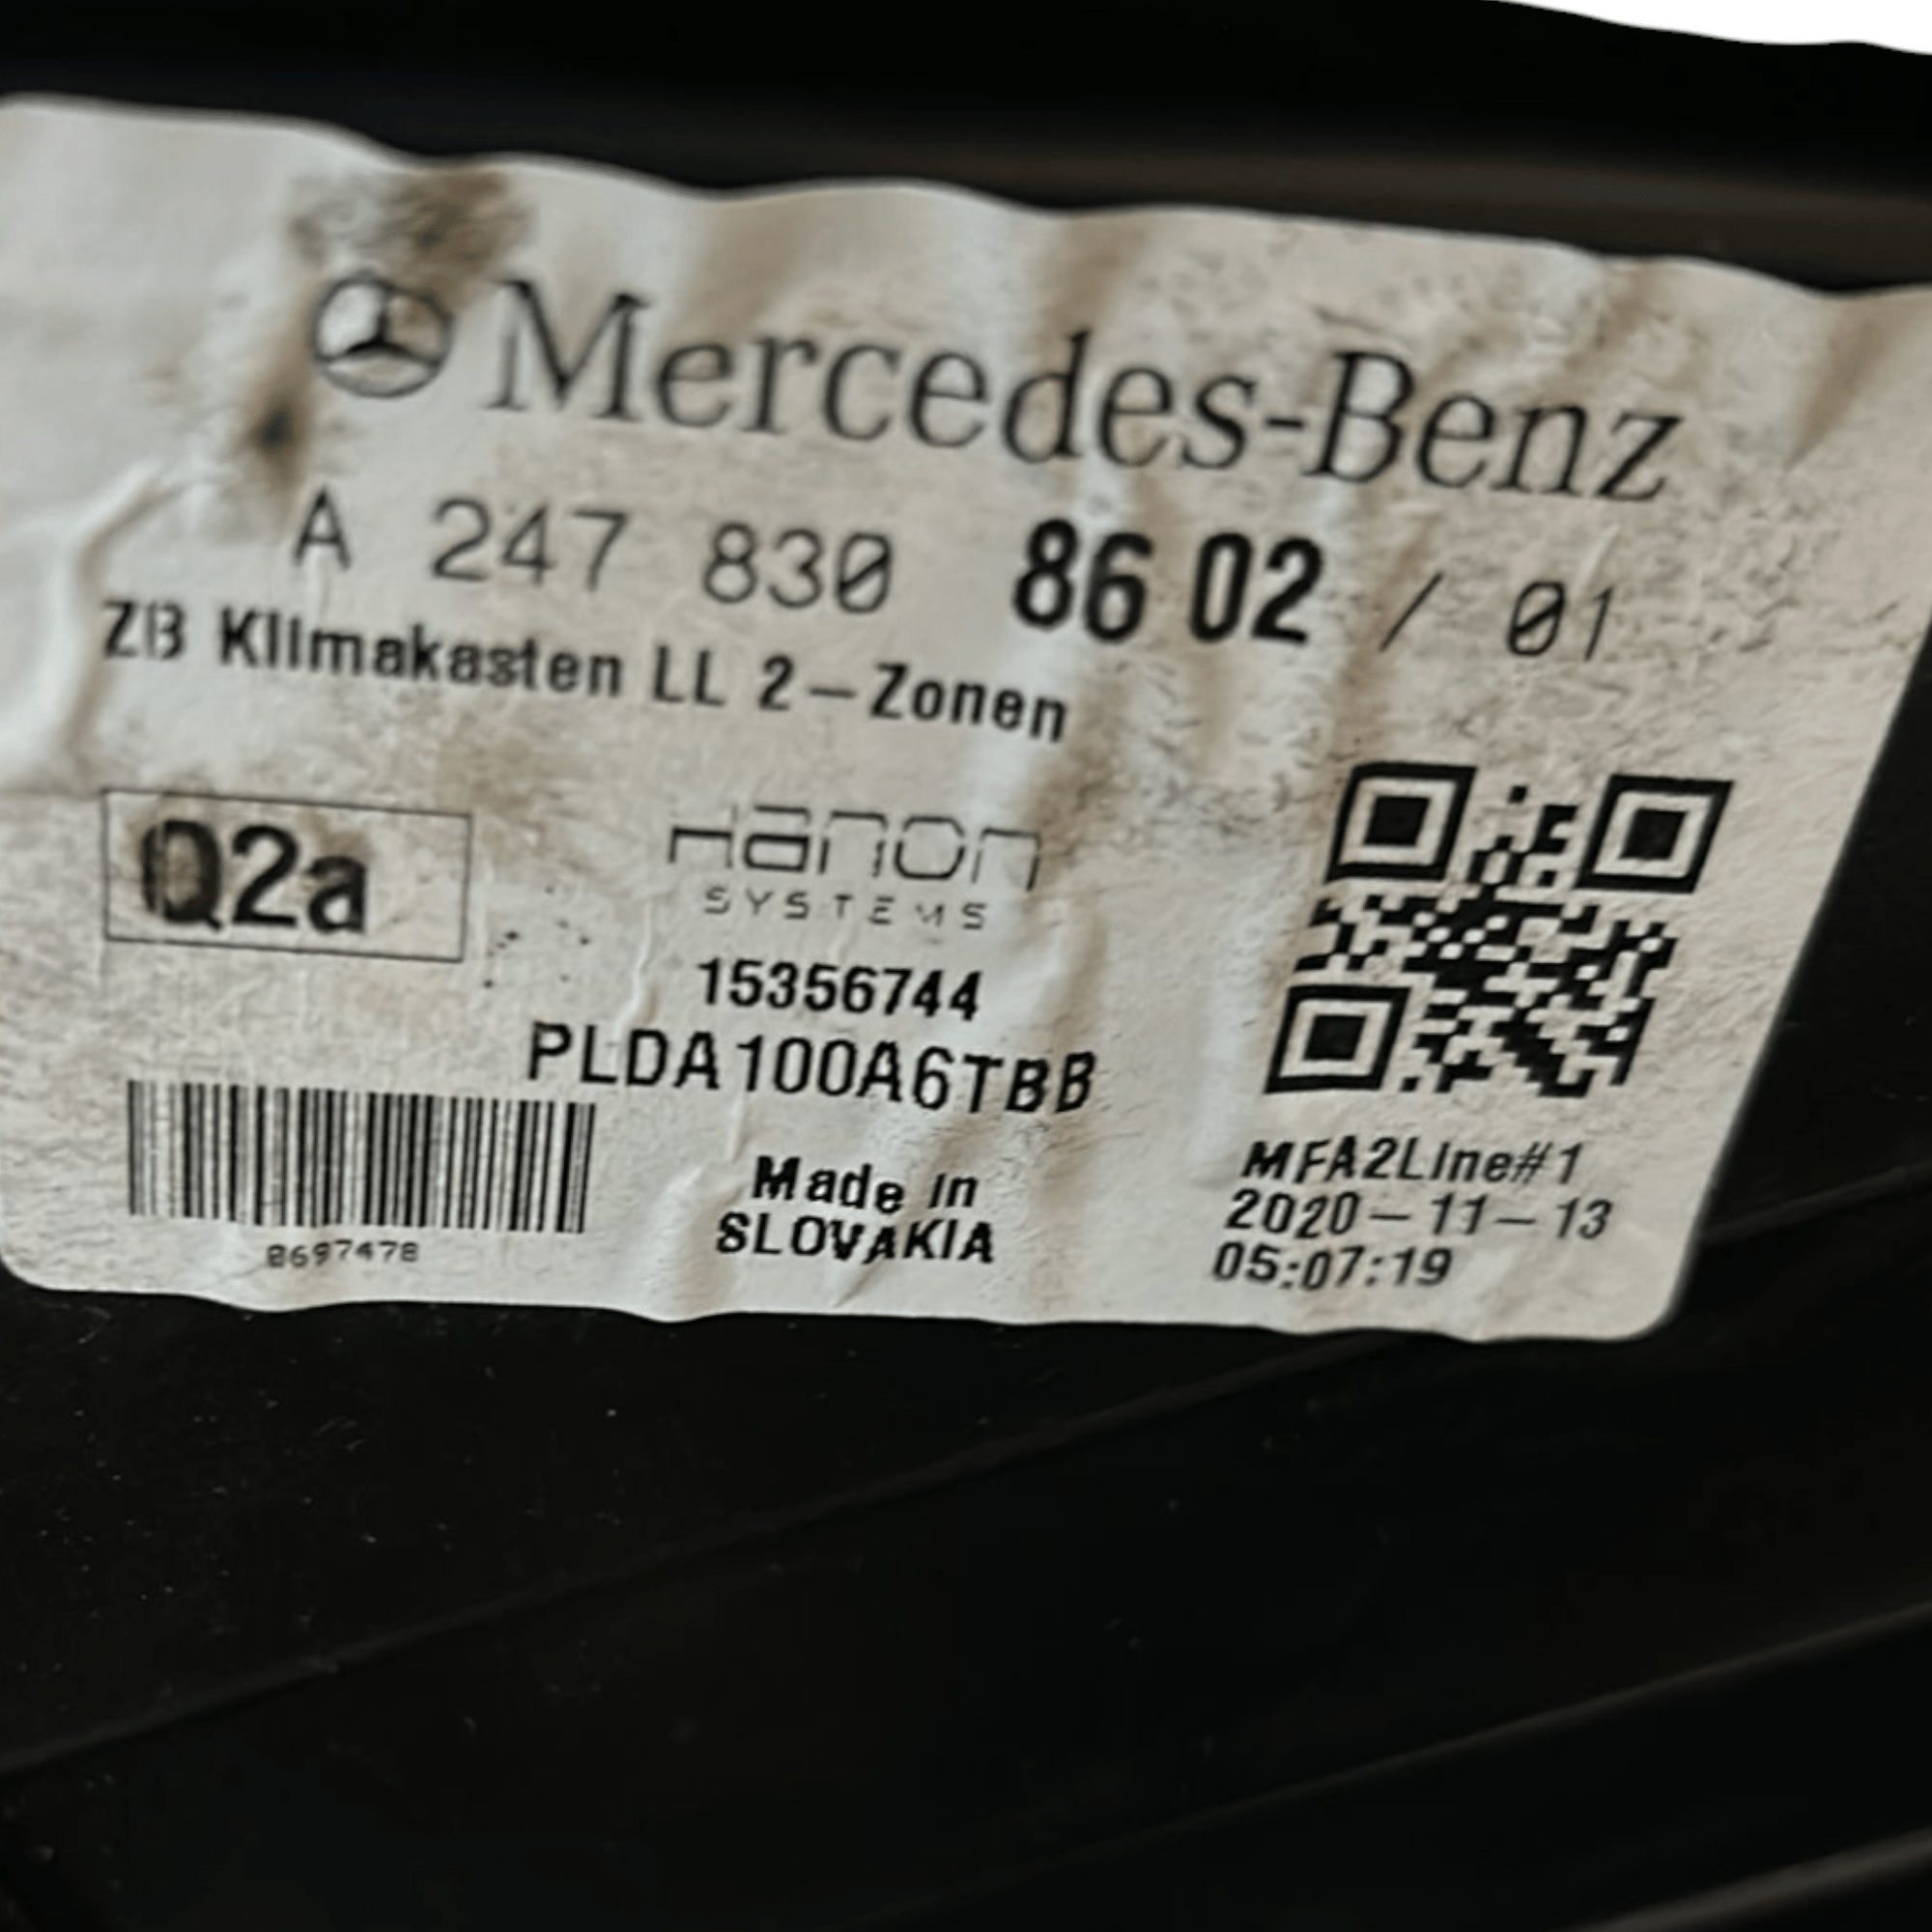 Mercedes-Benz
A 247 830 86 02 / 01
ZB Klimakasten LL 2-Zonen
Q2a
Hanon
SYSTEMS
15356744
PLDA100A6TBB
Made in
SLOVAKIA
8697478
MFA2Line#1
2020-11-13
05:07:19